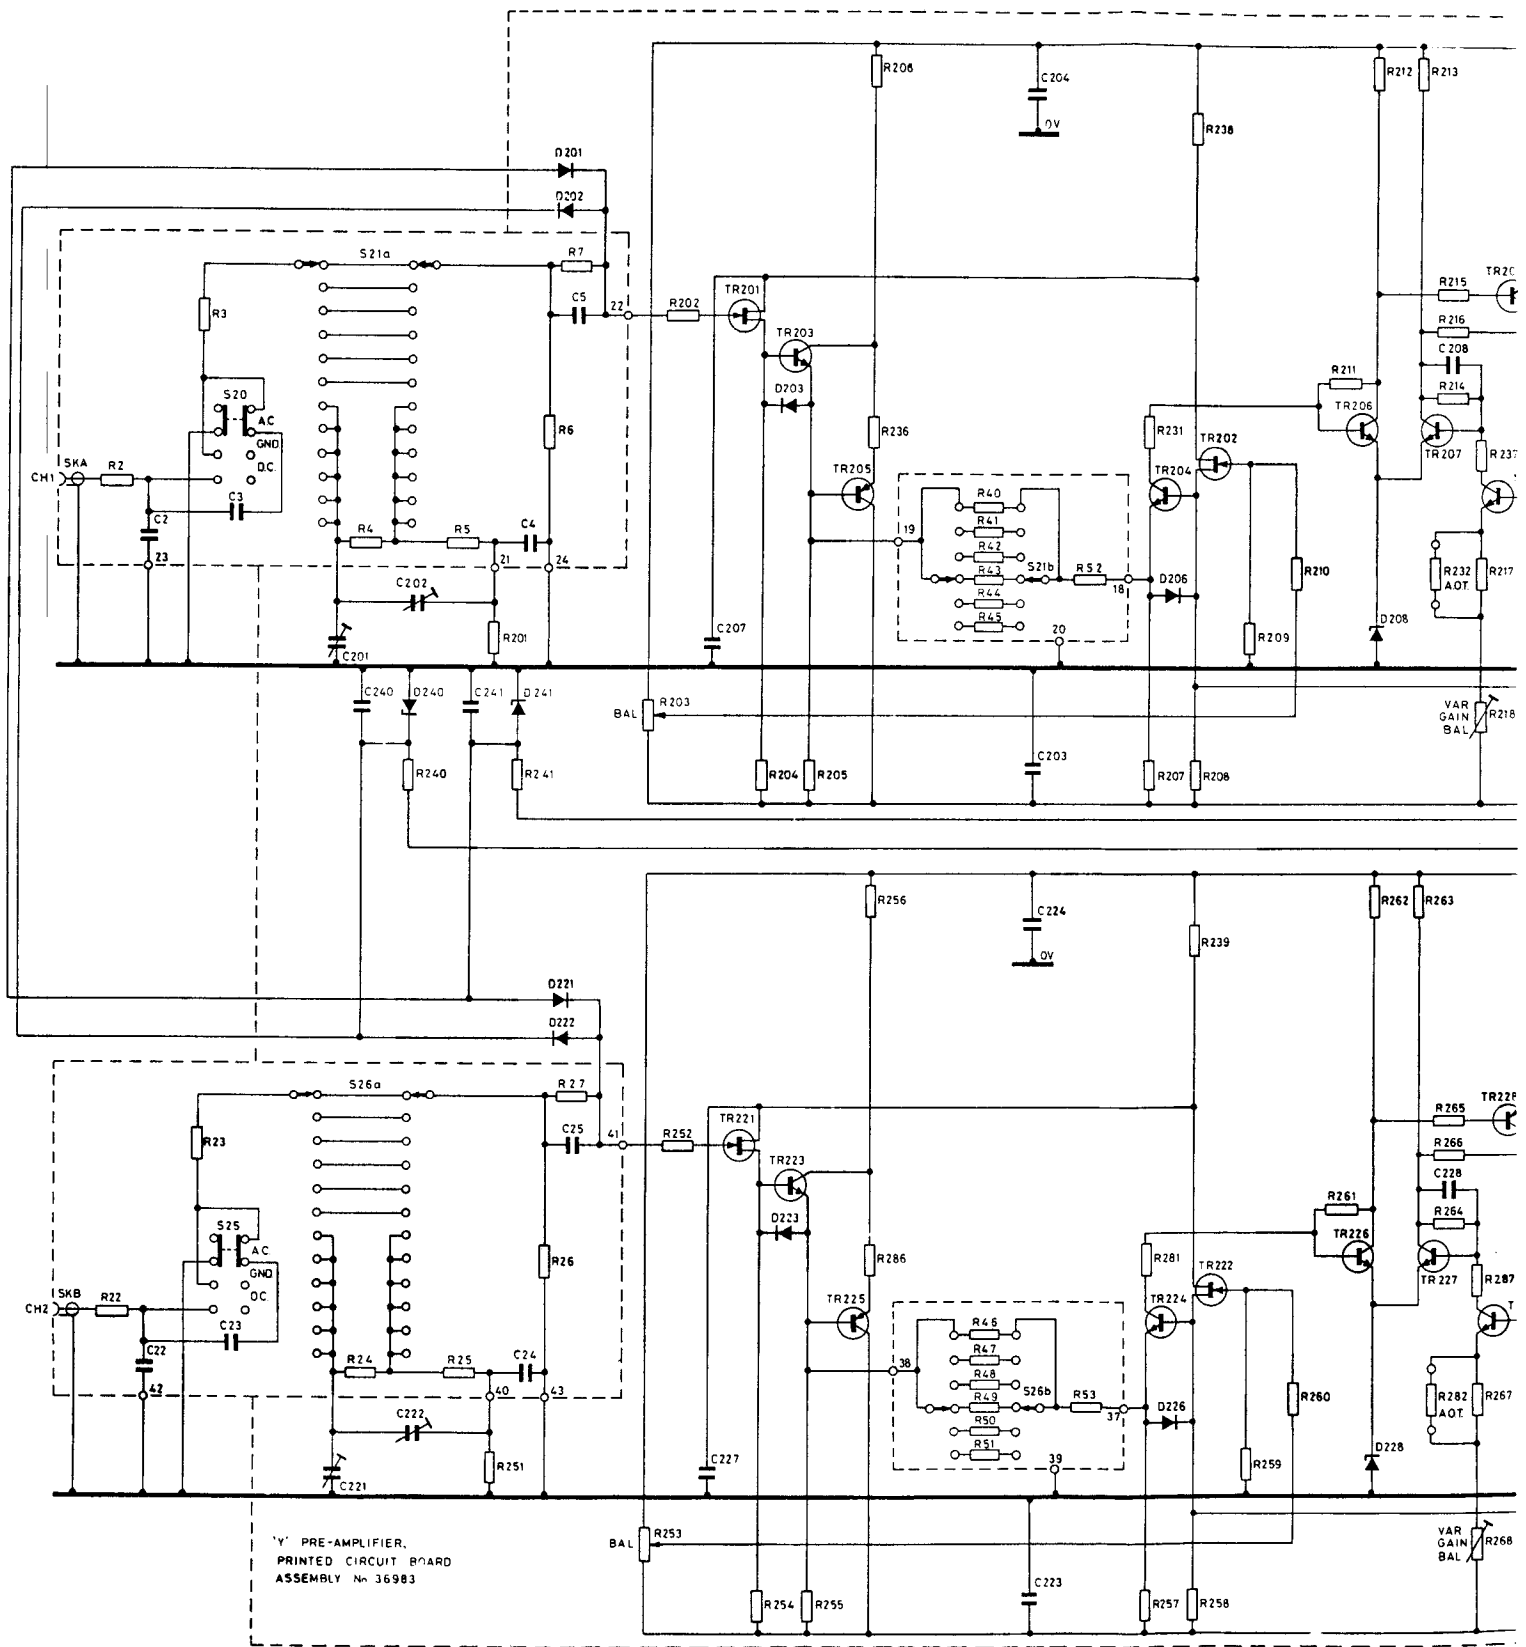 R206
C204
0V
R238
R212
R213
D201
D202
S21a
R7
C5
22
R3
R202
TR201
TR203
D203
R215
R216
C208
R214
R211
TR206
TR207
R237
S20
A.C
GND
D.C.
R6
R236
TR205
R231
TR202
TR204
SKA
CH1
R2
C3
C2
23
R4
R5
C4
21
24
19
R40
R41
R42
R43
R44
R45
S21b
R52
18
D206
20
R210
R209
R232
A.O.T.
R217
D208
C202
R201
C201
C207
C240
D240
C241
D241
R203
BAL
VAR
GAIN
BAL
R218
R240
R241
R204
R205
C203
R207
R208
R256
C224
0V
R239
R262
R263
D221
D222
S26a
R27
C25
41
R23
R252
TR221
TR223
D223
TR228
R265
R266
C228
R264
R261
TR226
TR227
R287
S25
A.C
GND
D.C.
R26
R286
TR225
R281
TR222
TR224
SKB
CH2
R22
C23
C22
42
R24
R25
C24
40
43
38
R46
R47
R48
R49
R50
R51
S26b
R53
37
D226
39
R260
R259
R282
A.O.T.
R267
D228
C222
R251
C221
C227
'Y' PRE-AMPLIFIER,
PRINTED CIRCUIT BOARD
ASSEMBLY No 36983
R253
BAL
VAR
GAIN
BAL
R268
R254
R255
C223
R257
R258